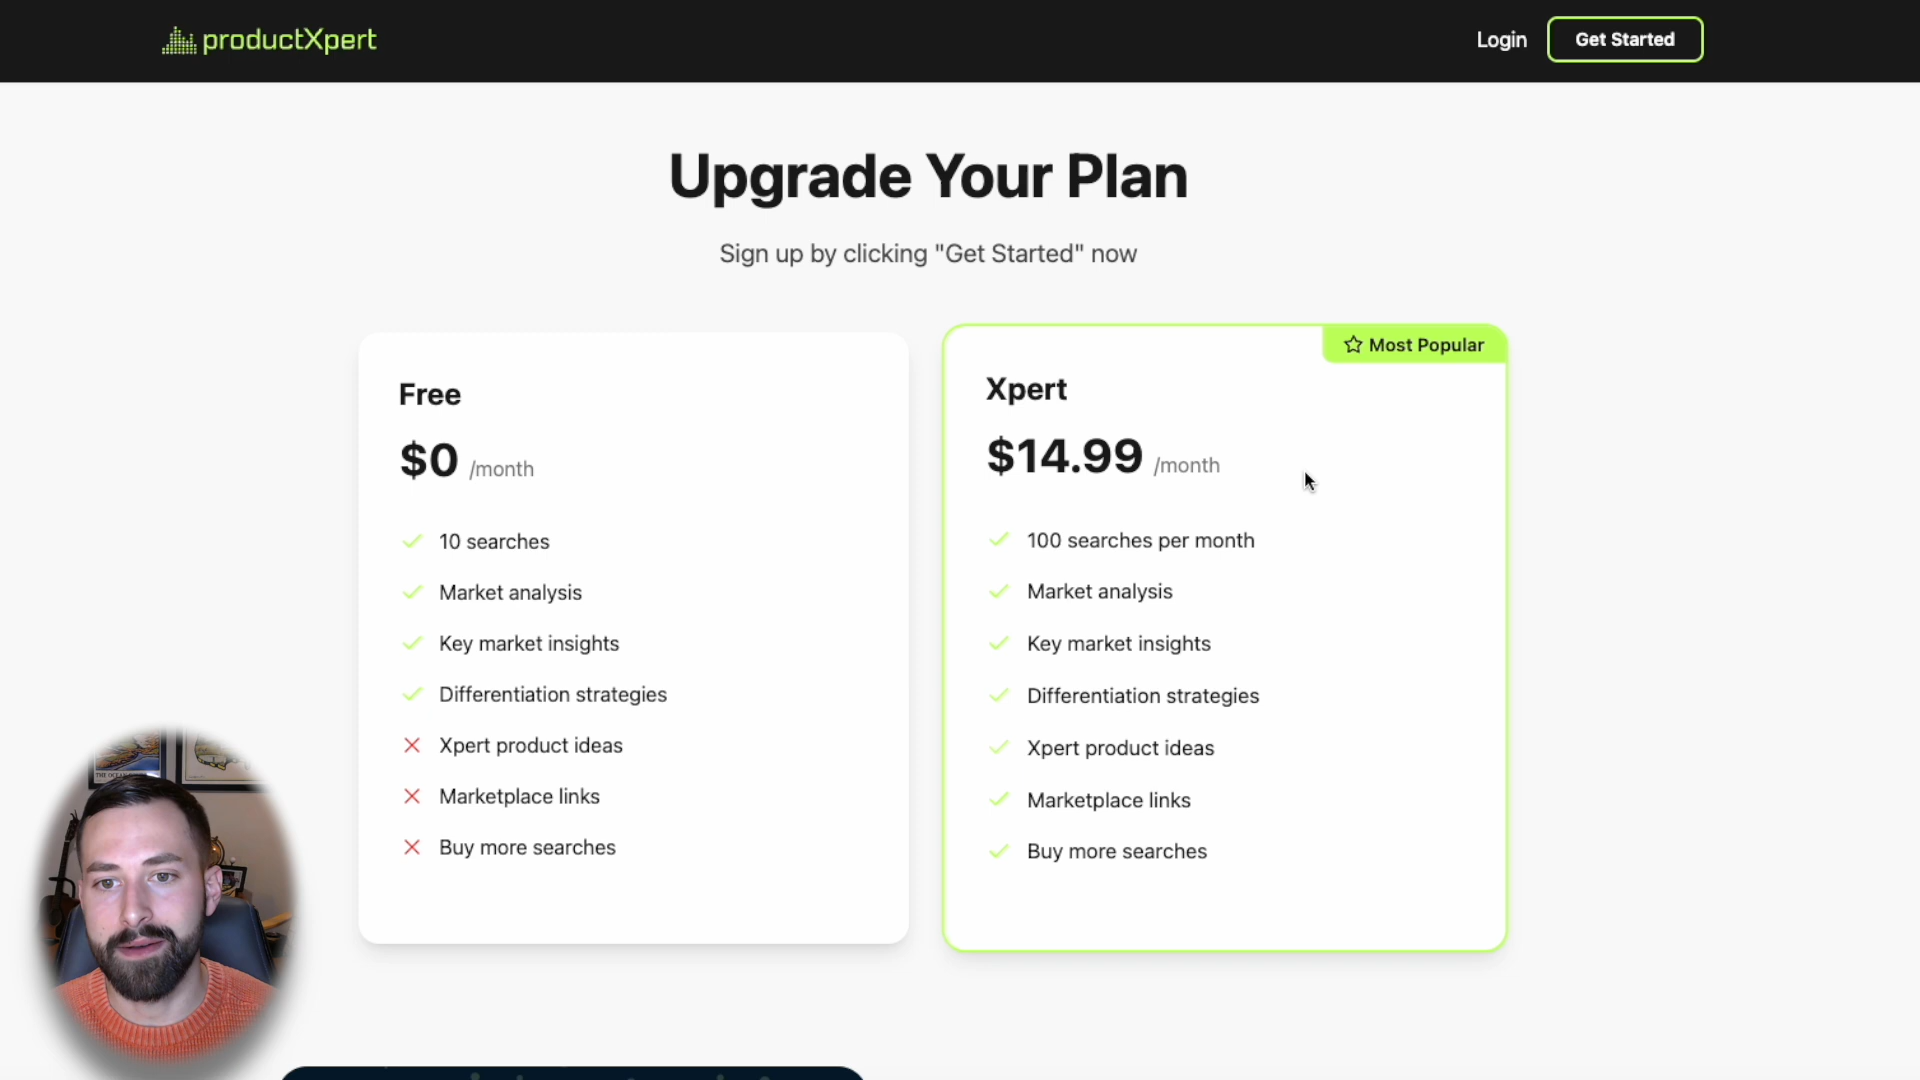 productXpert
Login
Get Started
Upgrade Your Plan
Sign up by clicking "Get Started" now
Free
$0 /month
10 searches
Market analysis
Key market insights
Differentiation strategies
Xpert product ideas
Marketplace links
Buy more searches
Most Popular
Xpert
$14.99 /month
100 searches per month
Market analysis
Key market insights
Differentiation strategies
Xpert product ideas
Marketplace links
Buy more searches